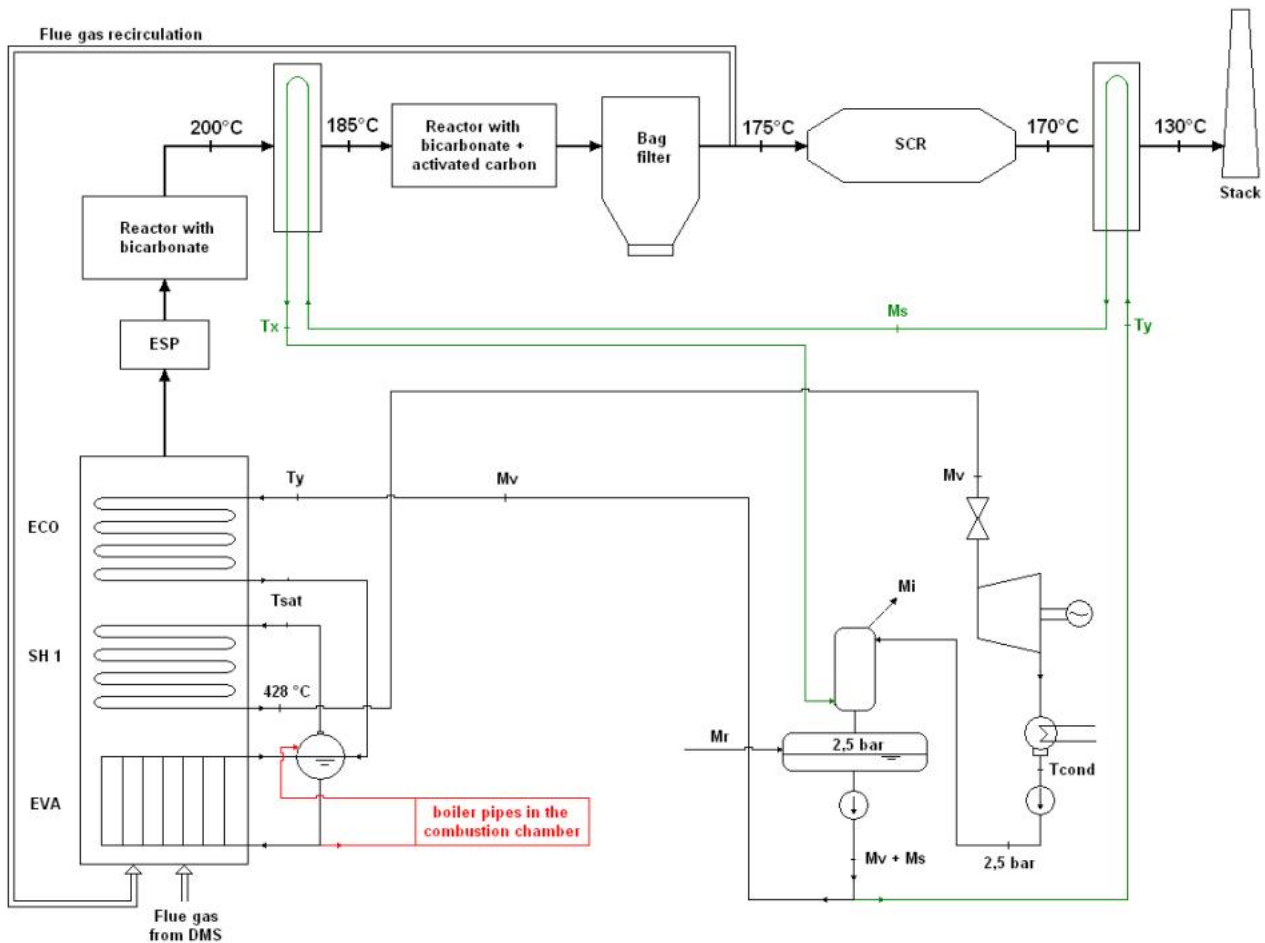 Flue gas recirculation
200°C
185°C
Reactor with
bicarbonate +
activated carbon
Bag
filter
175°C
SCR
170°C
130°C
Stack
Reactor with
bicarbonate
ESP
Tx
Ms
Ty
Ty
Mv
Mv
ECO
Tsat
Mi
SH 1
428 °C
Mr
2,5 bar
Tcond
EVA
boiler pipes in the
combustion chamber
Mv + Ms
2,5 bar
Flue gas
from DMS